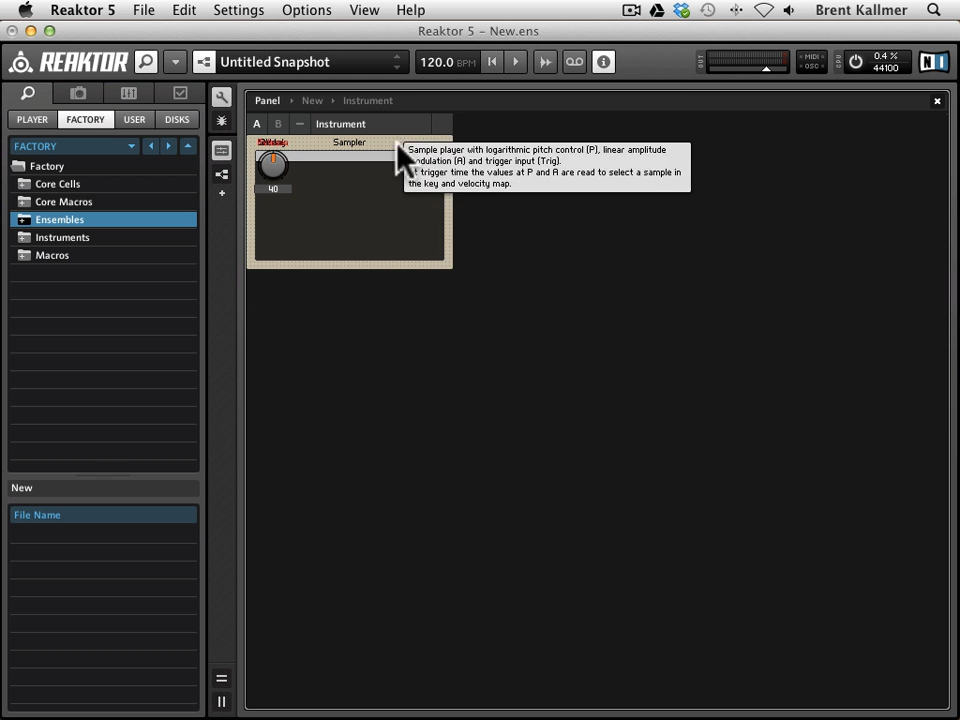 Reaktor 5 File Edit Settings Options View Help Brent Kallmer
Reaktor 5 - New.ens
REAKTOR Untitled Snapshot 120.0 BPM MIDI OSC CPU 0.4 % 44100 NI
OUT
PLAYER FACTORY USER DISKS
FACTORY
Factory
Core Cells
Core Macros
Ensembles
Instruments
Macros
New
File Name
Panel New Instrument
A B Instrument
Sampler
40
Sample player with logarithmic pitch control (P), linear amplitude
modulation (A) and trigger input (Trig).
trigger time the values at P and A are read to select a sample in
the key and velocity map.